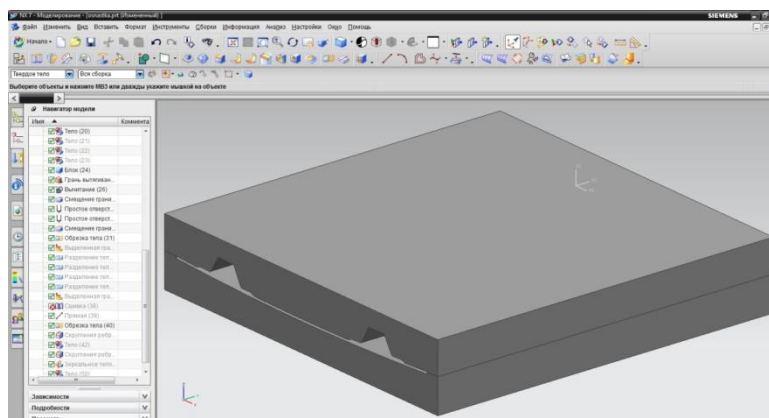 NX 7 - Моделирование - [osnastka.prt (Измененный) ]
SIEMENS
Файл Изменить Вид Вставить Формат Инструменты Сборки Информация Анализ Настройки Окно Помощь
Начало
Твердое тело
Вся сборка
Выберите объекты и нажмите МВ3 или дважды укажите мышкой на объекте
Навигатор модели
Имя
Коммента
Тело (20)
Тело (21)
Тело (22)
Тело (23)
Блок (24)
Грань вытягиван...
Вычитание (26)
Смещение грани...
Простое отверст...
Простое отверст...
Смещение грани...
Обрезка тела (31)
Выделенная гра...
Разделение тел...
Разделение тел...
Разделение тел...
Разделение тел...
Выделенная гра...
Сшивка (38)
Прямая (39)
Обрезка тела (40)
Скругление ребр...
Тело (42)
Скругление ребр...
Зеркальное тело...
Тело (50)
Зависимости
Подробности